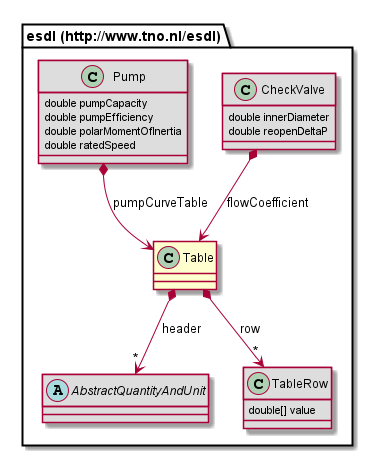 esdl (http://www.tno.nl/esdl)
C Pump
double pumpCapacity
double pumpEfficiency
double polarMomentOfInertia
double ratedSpeed
C CheckValve
double innerDiameter
double reopenDeltaP
pumpCurveTable
flowCoefficient
C Table
header
row
*
*
A AbstractQuantityAndUnit
C TableRow
double[] value